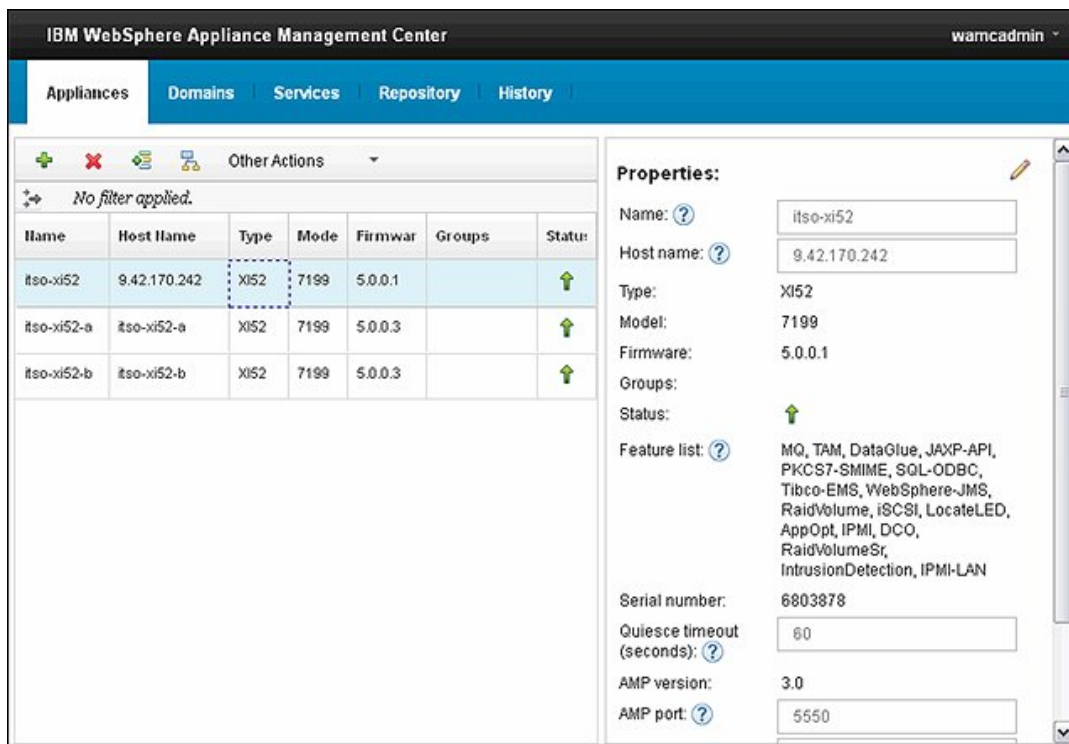 IBM WebSphere Appliance Management Center wamcadmin
Appliances Domains Services Repository History
Other Actions
No filter applied.
Name Host Name Type Mode Firmwar Groups Statu
itso-xi52 9.42.170.242 XI52 7199 5.0.0.1
itso-xi52-a itso-xi52-a XI52 7199 5.0.0.3
itso-xi52-b itso-xi52-b XI52 7199 5.0.0.3
Properties:
Name: ? itso-xi52
Host name: ? 9.42.170.242
Type: XI52
Model: 7199
Firmware: 5.0.0.1
Groups:
Status:
Feature list: ? MQ, TAM, DataGlue, JAXP-API,
PKCS7-SMIME, SQL-ODBC,
Tibco-EMS, WebSphere-JMS,
RaidVolume, iSCSI, LocateLED,
AppOpt, IPMI, DCO,
RaidVolumeSr,
IntrusionDetection, IPMI-LAN
Serial number: 6803878
Quiesce timeout
(seconds): ? 60
AMP version: 3.0
AMP port: ? 5550